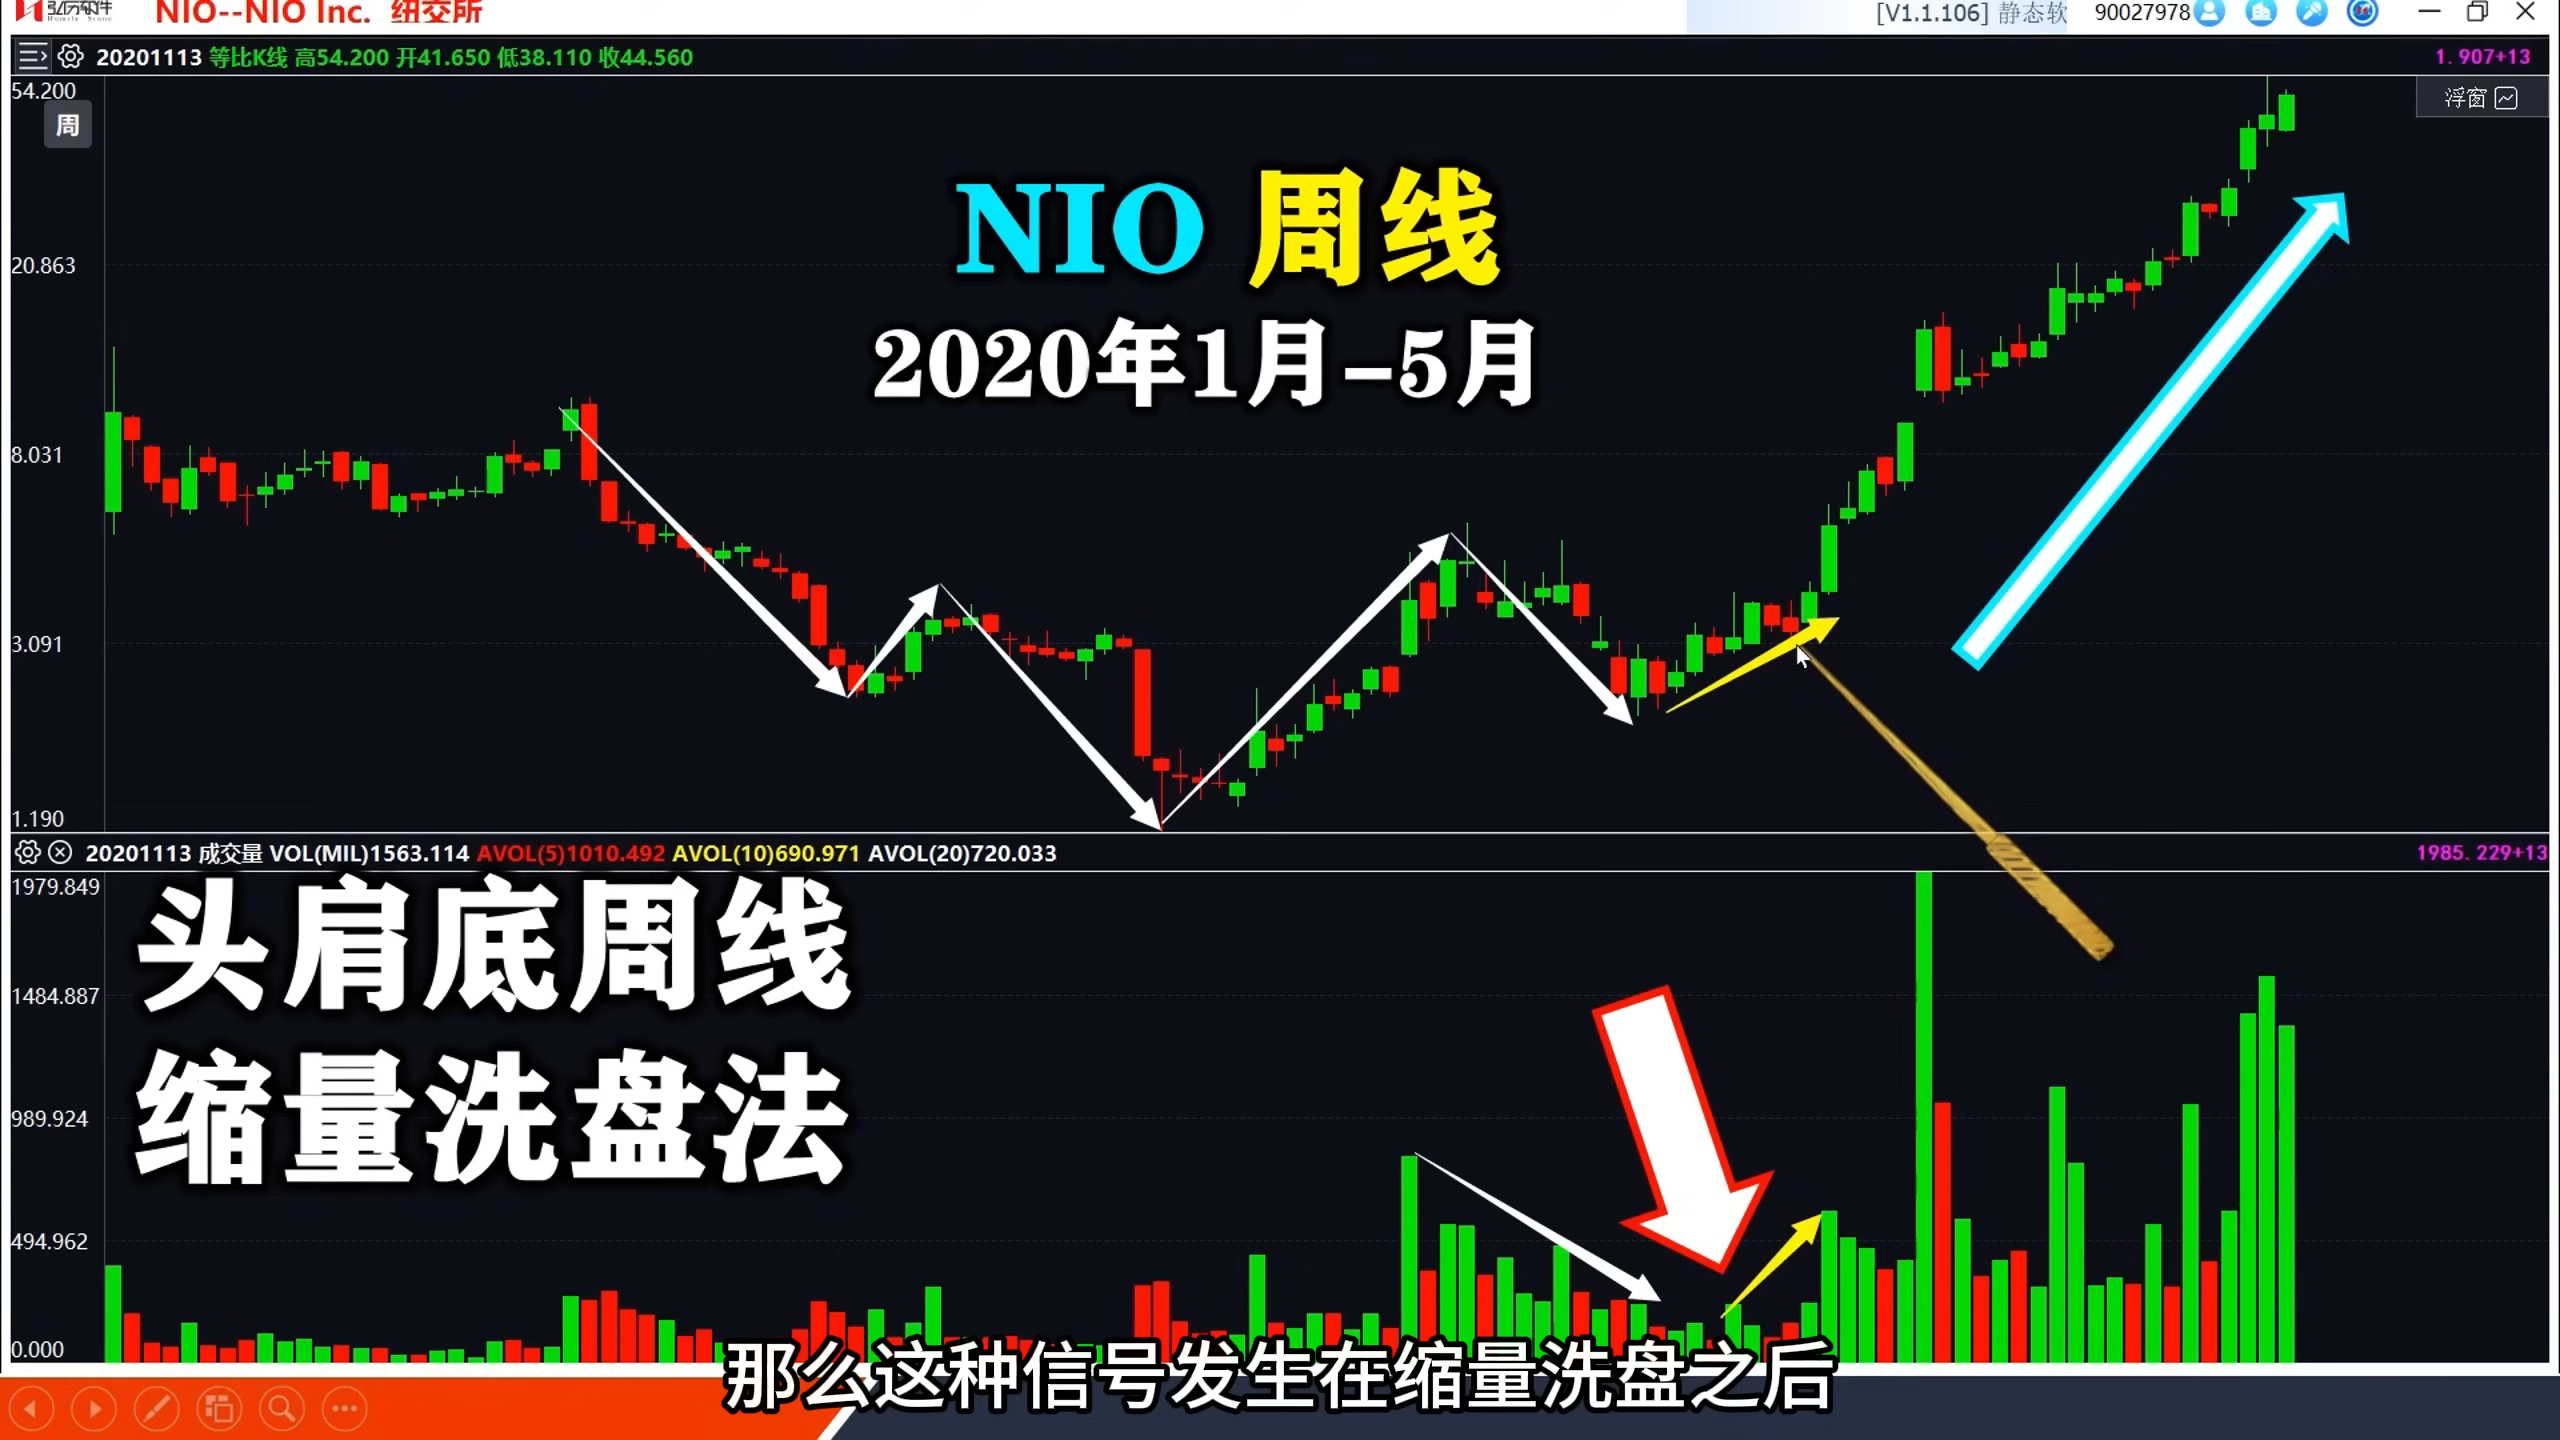 弘历软件
NIO--NIO Inc. 纽交所
[V1.1.106] 静态软
90027978
20201113 等比K线 高54.200 开41.650 低38.110 收44.560
1.907+13
54.200
周
浮窗
NIO 周线
20.863
2020年1月-5月
8.031
3.091
1.190
20201113 成交量 VOL(MIL)1563.114 AVOL(5)1010.492 AVOL(10)690.971 AVOL(20)720.033
1985.229+13
1979.849
头肩底周线
1484.887
缩量洗盘法
989.924
494.962
0.000
那么这种信号发生在缩量洗盘之后